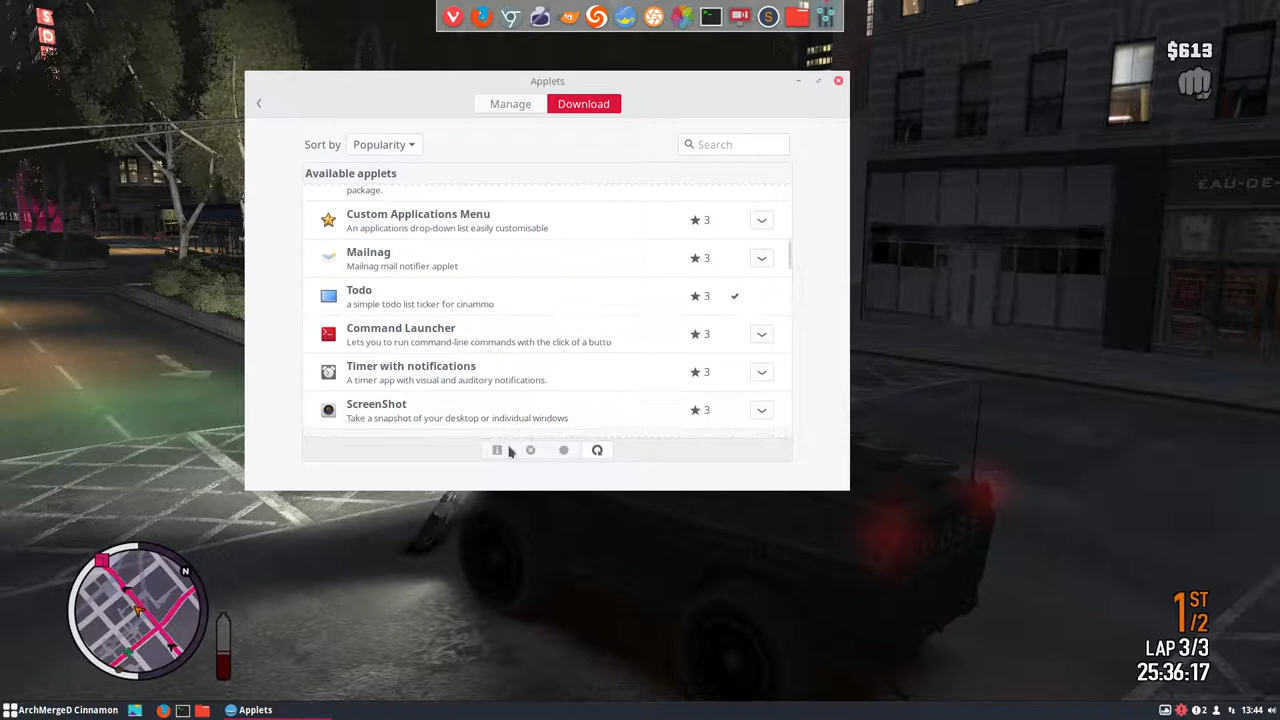 $613
Applets
Manage
Download
Sort by
Popularity
Search
Available applets
package.
Custom Applications Menu
An applications drop-down list easily customisable
3
Mailnag
Mailnag mail notifier applet
3
Todo
a simple todo list ticker for cinammo
3
Command Launcher
Lets you to run command-line commands with the click of a butto
3
Timer with notifications
A timer app with visual and auditory notifications.
3
ScreenShot
Take a snapshot of your desktop or individual windows
3
EAU-DE-
N
1ST
/2
LAP 3/3
25:36:17
ArchMergeD Cinnamon
Applets
2
13:44